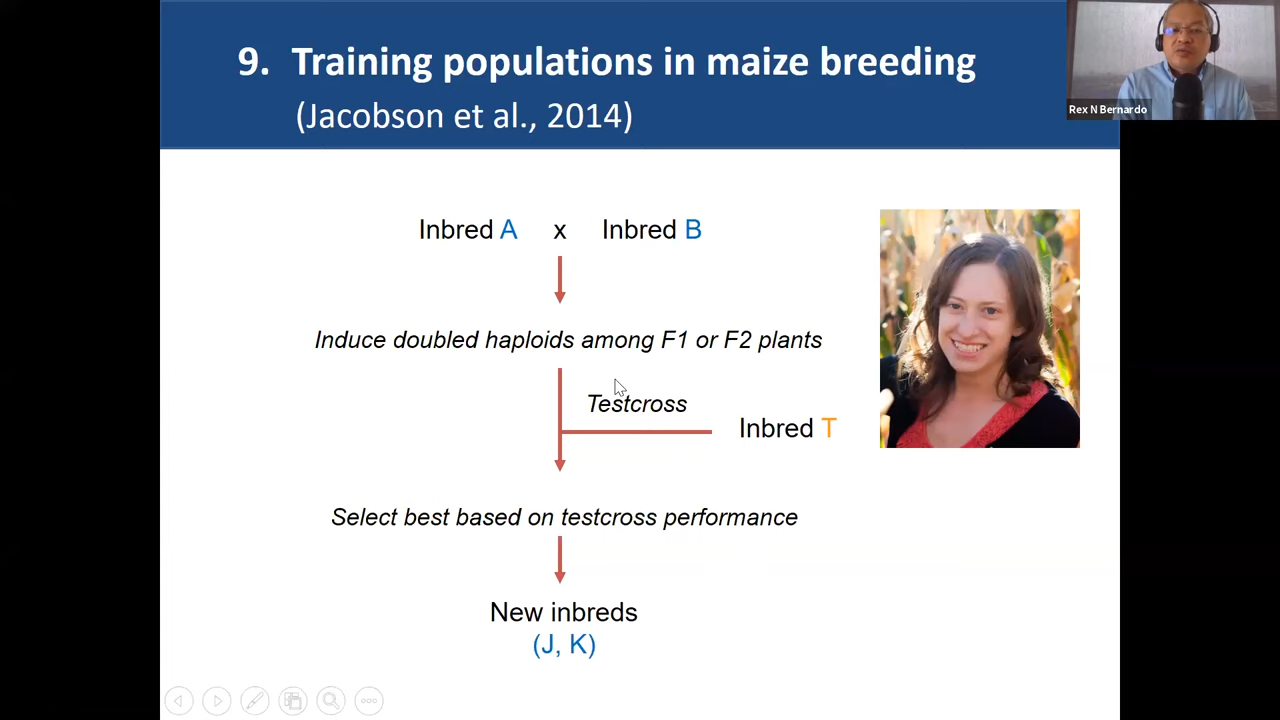 9. Training populations in maize breeding
(Jacobson et al., 2014)
Rex N Bernardo
Inbred A x Inbred B
Induce doubled haploids among F1 or F2 plants
Testcross
Inbred T
Select best based on testcross performance
New inbreds
(J, K)